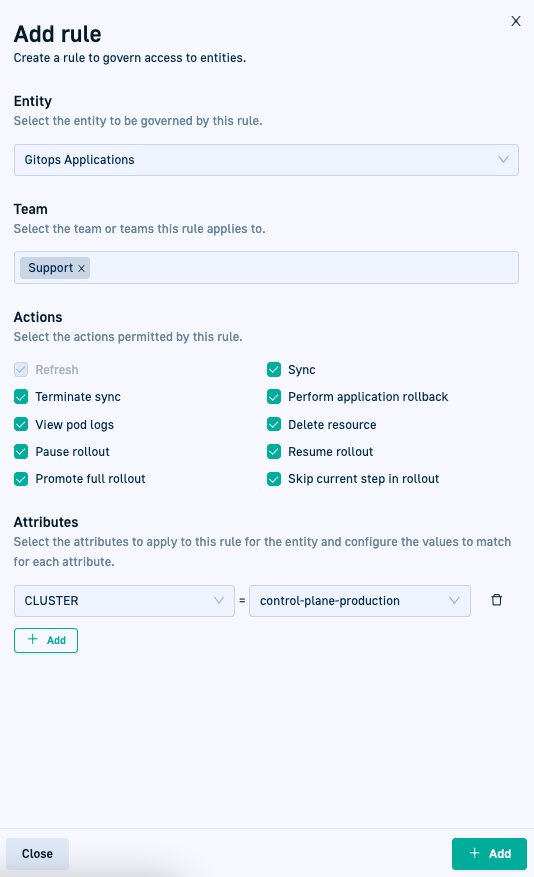 Add rule
Create a rule to govern access to entities.
Entity
Select the entity to be governed by this rule.
Gitops Applications
Team
Select the team or teams this rule applies to.
Support x
Actions
Select the actions permitted by this rule.
Refresh
Sync
Terminate sync
Perform application rollback
View pod logs
Delete resource
Pause rollout
Resume rollout
Promote full rollout
Skip current step in rollout
Attributes
Select the attributes to apply to this rule for the entity and configure the values to match
for each attribute.
CLUSTER = control-plane-production
+ Add
Close
+ Add